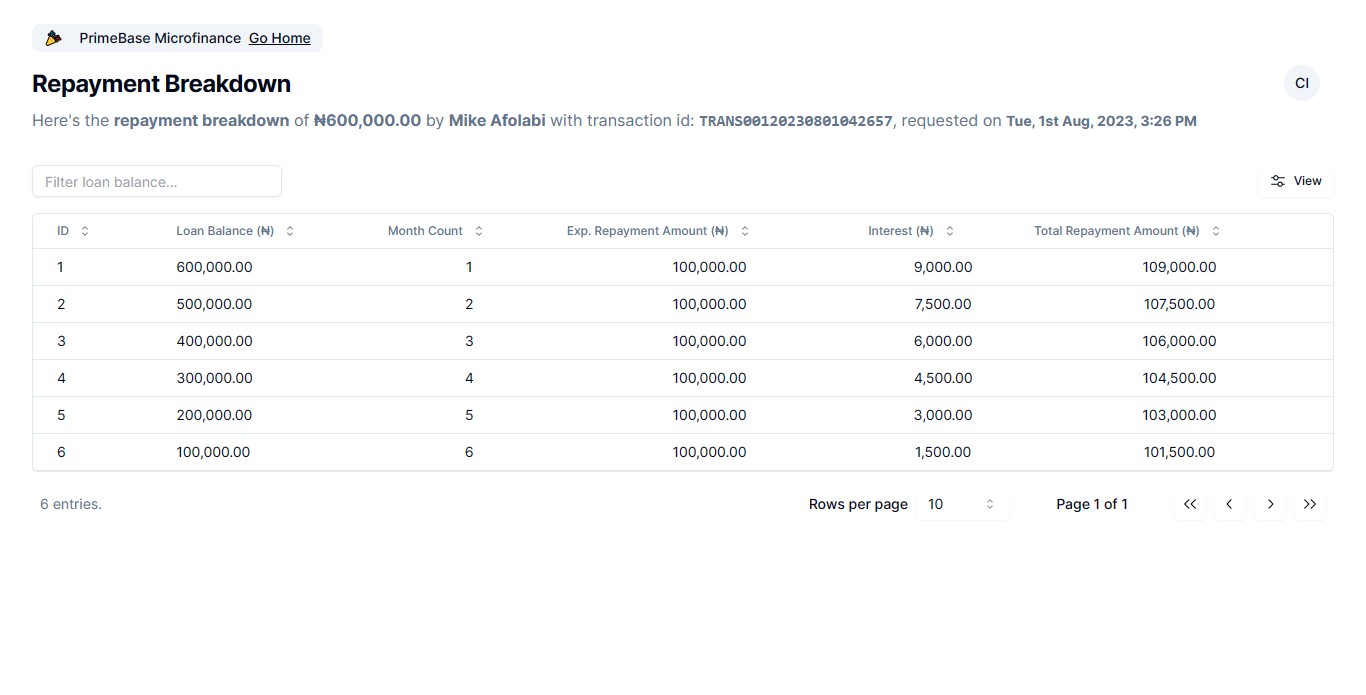 PrimeBase Microfinance Go Home
Repayment Breakdown
CI
Here's the repayment breakdown of ₦600,000.00 by Mike Afolabi with transaction id: TRANS00120230801042657, requested on Tue, 1st Aug, 2023, 3:26 PM
Filter loan balance...
View
ID Loan Balance (₦) Month Count Exp. Repayment Amount (₦) Interest (₦) Total Repayment Amount (₦)
1 600,000.00 1 100,000.00 9,000.00 109,000.00
2 500,000.00 2 100,000.00 7,500.00 107,500.00
3 400,000.00 3 100,000.00 6,000.00 106,000.00
4 300,000.00 4 100,000.00 4,500.00 104,500.00
5 200,000.00 5 100,000.00 3,000.00 103,000.00
6 100,000.00 6 100,000.00 1,500.00 101,500.00
6 entries. Rows per page 10 Page 1 of 1